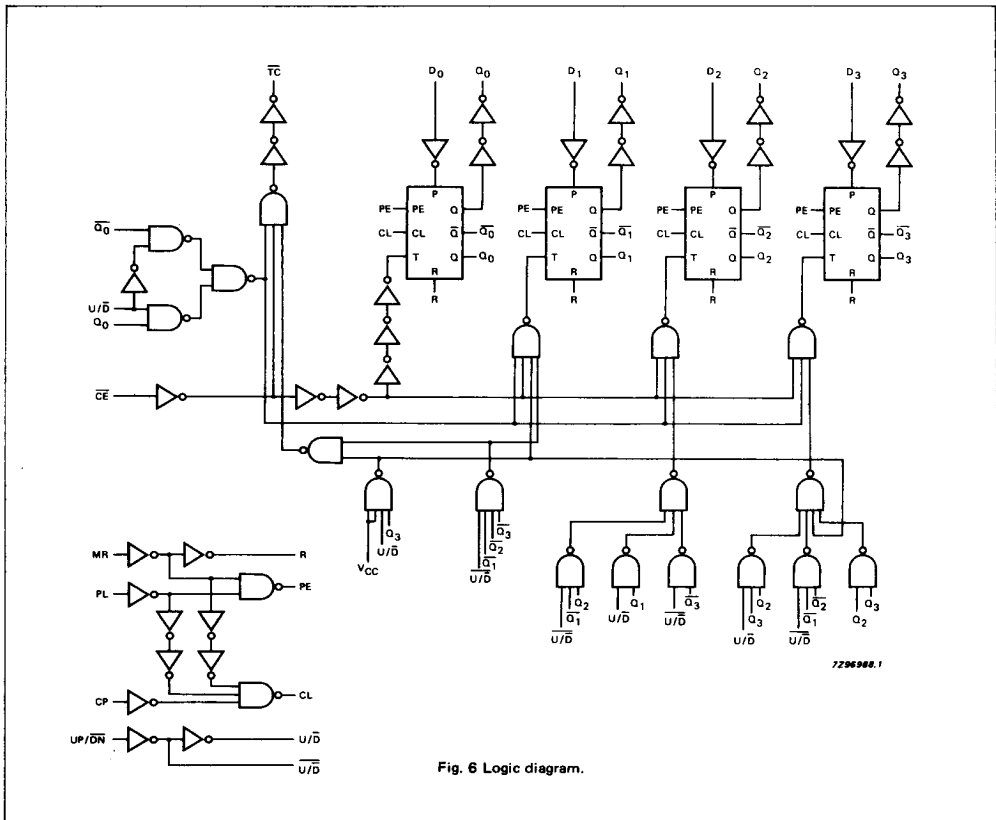 T̅C̅ D₀ Q₀ D₁ Q₁ D₂ Q₂ D₃ Q₃
P P P P
PE PE Q PE PE Q PE PE Q PE PE Q
Q̅₀ CL CL Q̅ Q̅₀ CL CL Q̅ Q̅₁ CL CL Q̅ Q̅₂ CL CL Q̅ Q̅₃
T Q Q₀ T Q Q₁ T Q Q₂ T Q Q₃
R R R R
R R R R
U/D̅
Q₀
C̅E̅
Q₃ Q̅₃
U/D̅ Q̅₂
VCC Q̅₁
U̅/̅D̅̅
MR R
PL PE
Q₂ Q₁ Q̅₃ Q₂ Q̅₂ Q₃
Q̅₁ U/D̅ U̅/̅D̅̅ Q₃ Q̅₁ Q₂
U̅/̅D̅̅ U/D̅ U̅/̅D̅̅
7Z96988.1
CP CL
UP/D̅N̅ U/D̅
U̅/̅D̅̅
Fig. 6 Logic diagram.